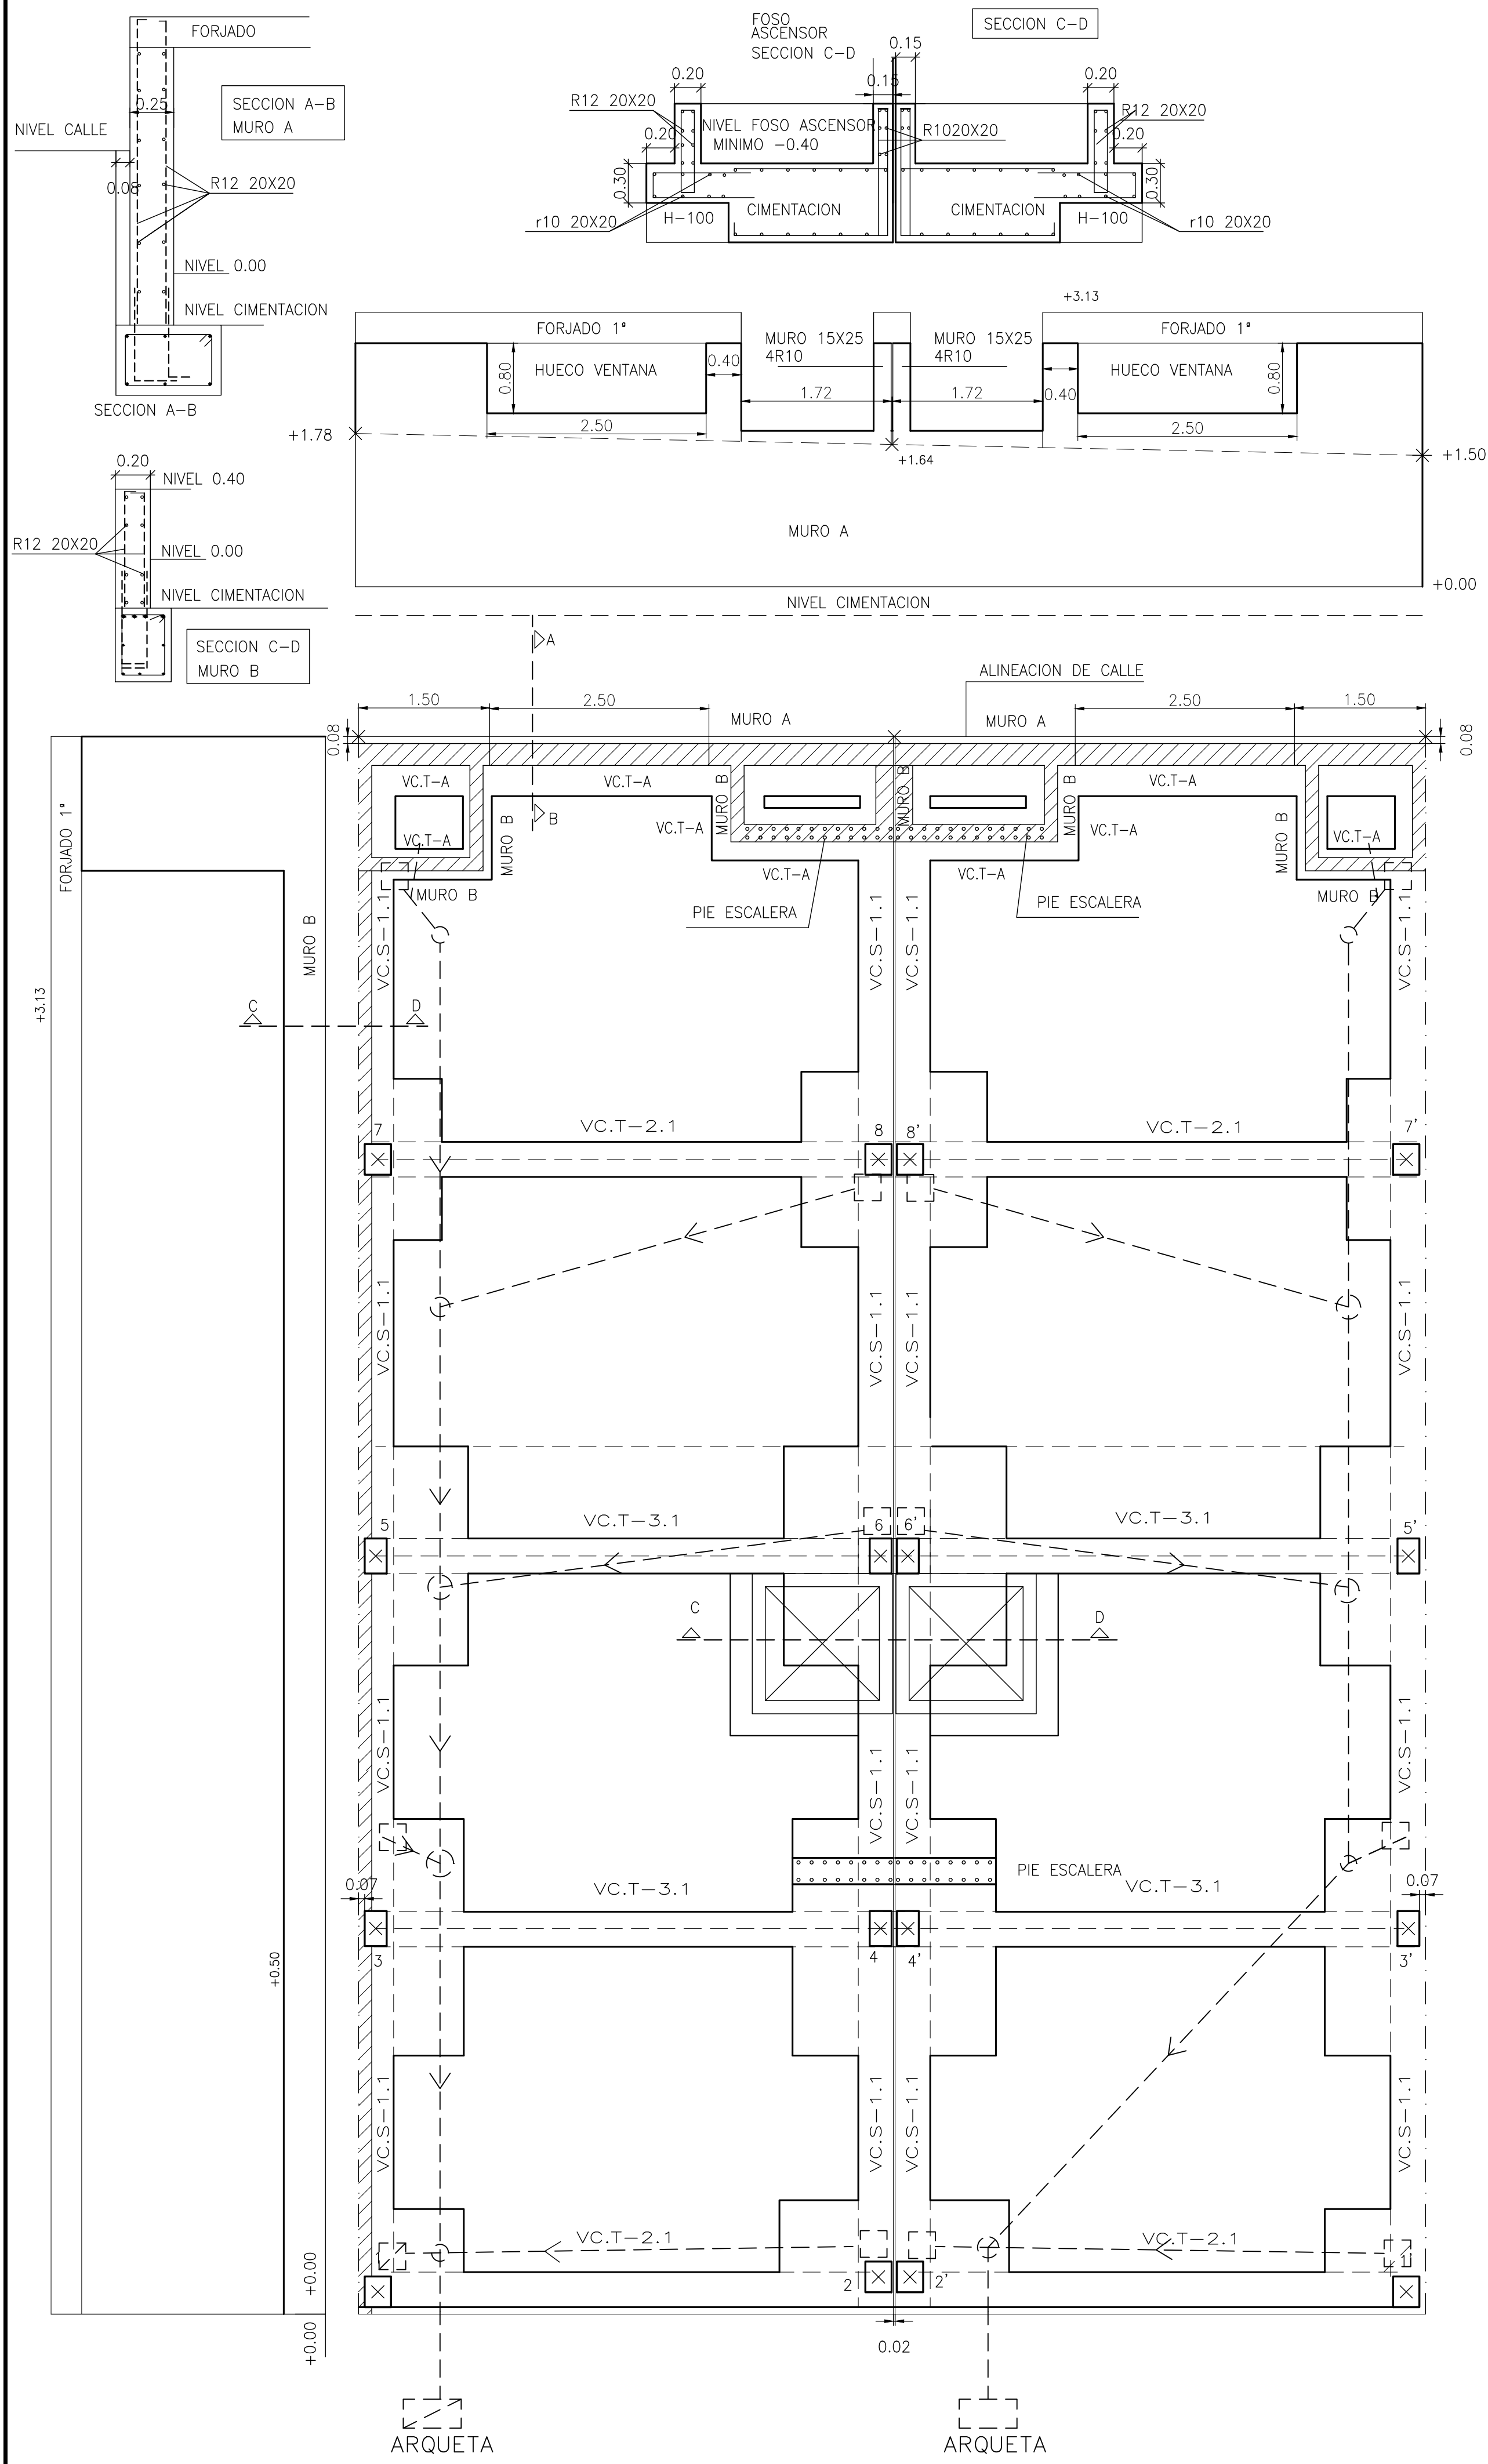 FORJADO
0.25
SECCION A-B
MURO A
NIVEL CALLE
0.08
R12 20X20
NIVEL 0.00
NIVEL CIMENTACION
SECCION A-B
FOSO
ASCENSOR
SECCION C-D
SECCION C-D
0.15
0.15
0.20
0.20
R12 20X20
R12 20X20
NIVEL FOSO ASCENSOR
MINIMO -0.40
R1020X20
0.20
0.20
0.30
0.30
CIMENTACION
CIMENTACION
H-100
H-100
r10 20X20
r10 20X20
+3.13
FORJADO 1ª
FORJADO 1ª
MURO 15X25
4R10
MURO 15X25
4R10
HUECO VENTANA
HUECO VENTANA
0.80
0.80
0.40
0.40
1.72
1.72
2.50
2.50
+1.78
+1.64
+1.50
MURO A
+0.00
NIVEL CIMENTACION
0.20
NIVEL 0.40
R12 20X20
NIVEL 0.00
NIVEL CIMENTACION
SECCION C-D
MURO B
A
B
ALINEACION DE CALLE
1.50
2.50
MURO A
MURO A
2.50
1.50
0.08
0.08
VC.T-A
VC.T-A
VC.T-A
VC.T-A
VC.T-A
VC.T-A
VC.T-A
VC.T-A
VC.T-A
MURO B
MURO B
MURO B
MURO B
MURO B
MURO B
MURO B
PIE ESCALERA
PIE ESCALERA
FORJADO 1ª
MURO B
+3.13
C
D
VC.S-1.1
VC.S-1.1
VC.S-1.1
VC.S-1.1
VC.T-2.1
VC.T-2.1
7
8
8'
7'
VC.S-1.1
VC.S-1.1
VC.S-1.1
VC.S-1.1
VC.T-3.1
VC.T-3.1
5
6
6'
5'
C
D
VC.S-1.1
VC.S-1.1
VC.S-1.1
VC.S-1.1
PIE ESCALERA
0.07
0.07
VC.T-3.1
VC.T-3.1
3
4
4'
3'
+0.50
VC.S-1.1
VC.S-1.1
VC.S-1.1
VC.S-1.1
VC.T-2.1
VC.T-2.1
2
2'
1'
+0.00
+0.00
0.02
ARQUETA
ARQUETA